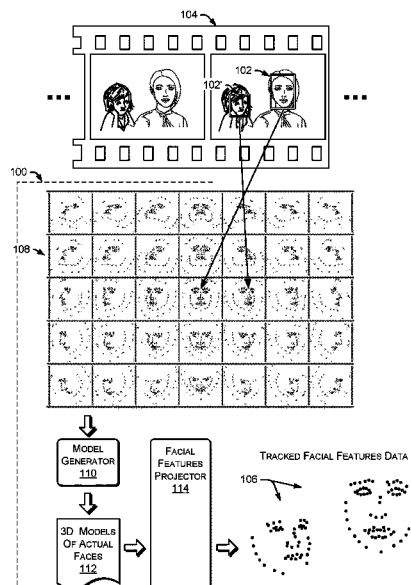 104
102
102'
100
108
MODEL
GENERATOR
110
FACIAL
FEATURES
PROJECTOR
114
TRACKED FACIAL FEATURES DATA
106
3D MODELS
OF ACTUAL
FACES
112